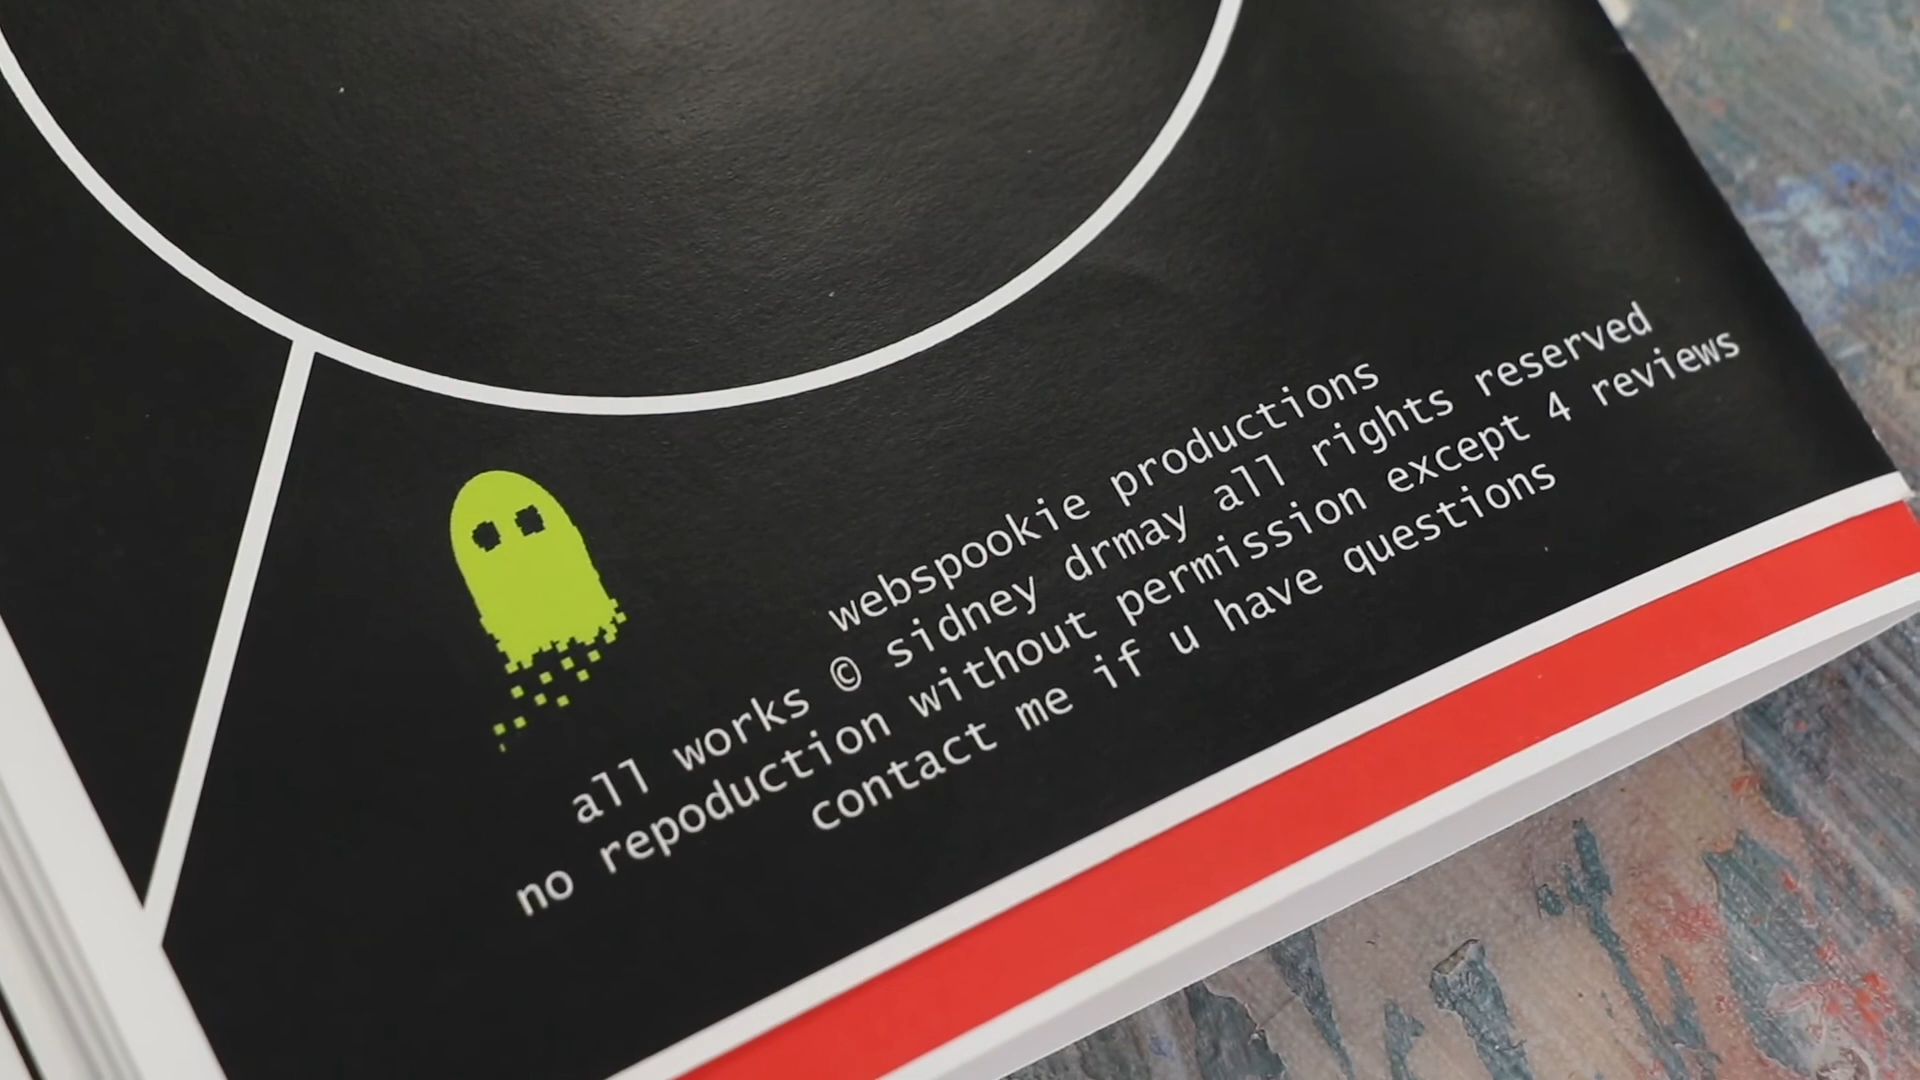 webspookie productions
all works © sidney drmay all rights reserved
no repoduction without permission except 4 reviews
contact me if u have questions